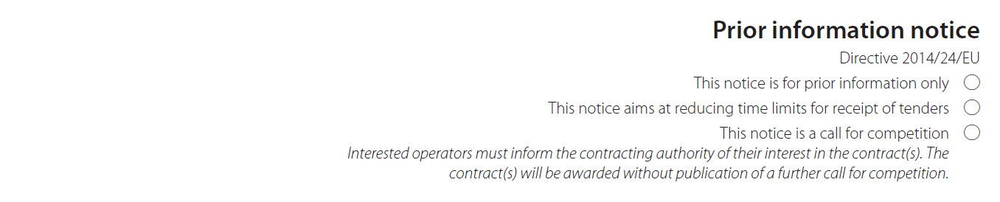 Prior information notice
Directive 2014/24/EU
This notice is for prior information only
This notice aims at reducing time limits for receipt of tenders
This notice is a call for competition
Interested operators must inform the contracting authority of their interest in the contract(s). The
contract(s) will be awarded without publication of a further call for competition.